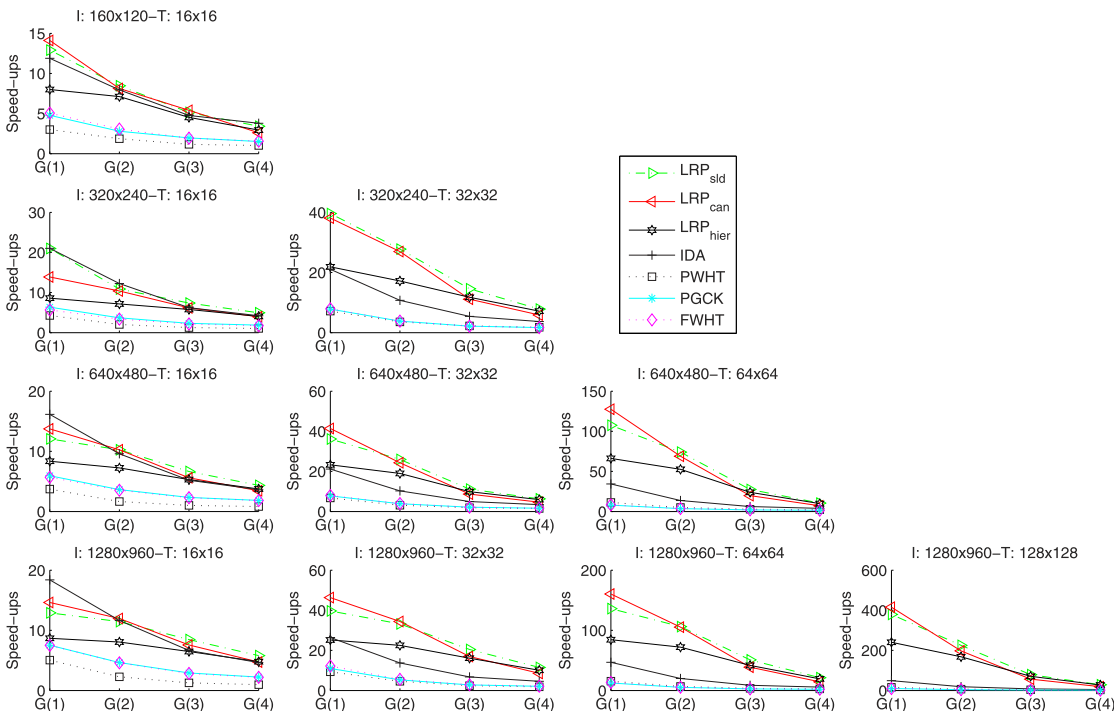 I: 160x120−T: 16x16
15
10
5
0
Speed−ups
G(1) G(2) G(3) G(4)
LRP_sld
LRP_can
LRP_hier
IDA
PWHT
PGCK
FWHT
I: 320x240−T: 16x16
30
20
10
0
Speed−ups
G(1) G(2) G(3) G(4)
I: 320x240−T: 32x32
40
20
0
G(1) G(2) G(3) G(4)
I: 640x480−T: 16x16
20
10
0
Speed−ups
G(1) G(2) G(3) G(4)
I: 640x480−T: 32x32
60
40
20
0
Speed−ups
G(1) G(2) G(3) G(4)
I: 640x480−T: 64x64
150
100
50
0
Speed−ups
G(1) G(2) G(3) G(4)
I: 1280x960−T: 16x16
20
10
0
Speed−ups
G(1) G(2) G(3) G(4)
I: 1280x960−T: 32x32
60
40
20
0
Speed−ups
G(1) G(2) G(3) G(4)
I: 1280x960−T: 64x64
200
100
0
Speed−ups
G(1) G(2) G(3) G(4)
I: 1280x960−T: 128x128
600
400
200
0
Speed−ups
G(1) G(2) G(3) G(4)